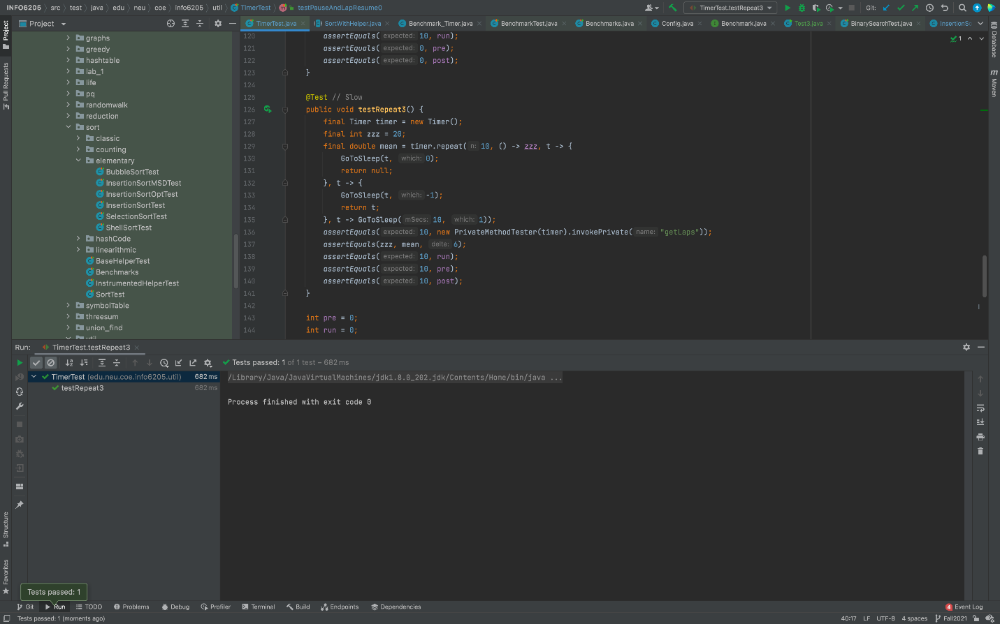 INFO6205 src test java edu neu coe info6205 util TimerTest testPauseAndLapResume0
TimerTest.testRepeat3 Git:
Project
TimerTest.java SortWithHelper.java Benchmark_Timer.java BenchmarkTest.java Benchmarks.java Config.java Benchmark.java Test3.java BinarySearchTest.java InsertionSo
Project
Pull Requests
graphs
greedy
hashtable
lab_1
life
pq
randomwalk
reduction
sort
classic
counting
elementary
BubbleSortTest
InsertionSortMSDTest
InsertionSortOptTest
InsertionSortTest
SelectionSortTest
ShellSortTest
hashCode
linearithmic
BaseHelperTest
Benchmarks
InstrumentedHelperTest
SortTest
symbolTable
threesum
union_find
util
120 assertEquals( expected: 10, run);
121 assertEquals( expected: 0, pre);
122 assertEquals( expected: 0, post);
123 }
124
125 @Test // Slow
126 public void testRepeat3() {
127 final Timer timer = new Timer();
128 final int zzz = 20;
129 final double mean = timer.repeat( n: 10, () -> zzz, t -> {
130 GoToSleep(t, which: 0);
131 return null;
132 }, t -> {
133 GoToSleep(t, which: -1);
134 return t;
135 }, t -> GoToSleep( mSecs: 10, which: 1));
136 assertEquals( expected: 10, new PrivateMethodTester(timer).invokePrivate( name: "getLaps"));
137 assertEquals(zzz, mean, delta: 6);
138 assertEquals( expected: 10, run);
139 assertEquals( expected: 10, pre);
140 assertEquals( expected: 10, post);
141 }
142
143 int pre = 0;
144 int run = 0;
1
Database
Maven
Run: TimerTest.testRepeat3
Tests passed: 1 of 1 test – 682 ms
TimerTest (edu.neu.coe.info6205.util) 682 ms
testRepeat3 682 ms
/Library/Java/JavaVirtualMachines/jdk1.8.0_202.jdk/Contents/Home/bin/java ...
Process finished with exit code 0
Structure
Favorites
Tests passed: 1
Git Run TODO Problems Debug Profiler Terminal Build Endpoints Dependencies 4 Event Log
Tests passed: 1 (moments ago) 40:17 LF UTF-8 4 spaces Fall2021